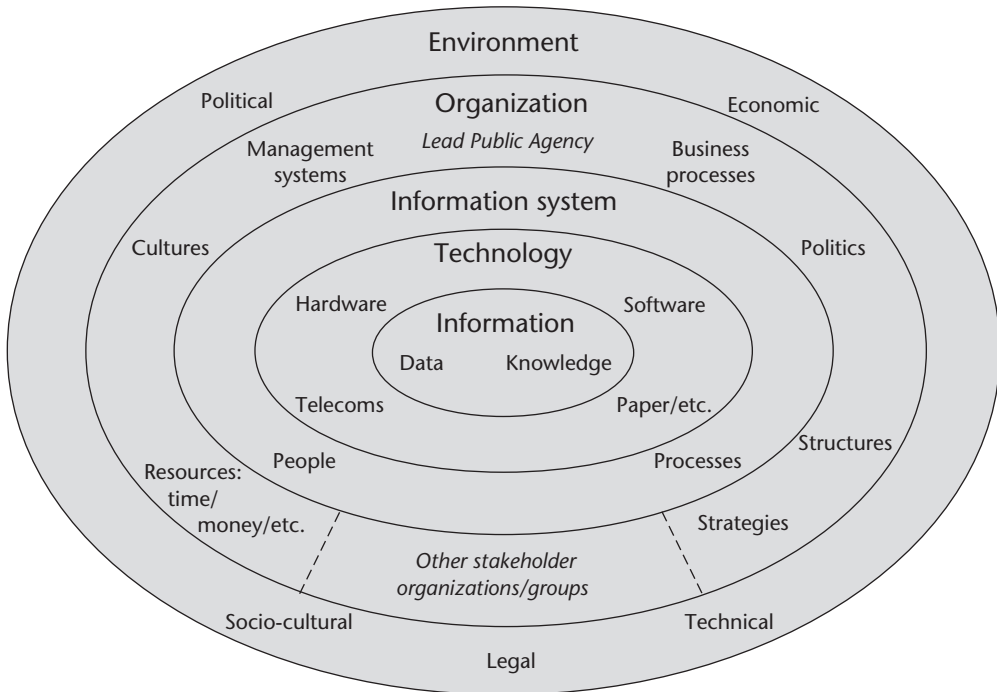 Environment
Political
Economic
Organization
Lead Public Agency
Management
systems
Business
processes
Information system
Cultures
Politics
Technology
Hardware
Software
Information
Data
Knowledge
Telecoms
Paper/etc.
People
Processes
Structures
Resources:
time/
money/etc.
Strategies
Other stakeholder
organizations/groups
Socio-cultural
Technical
Legal